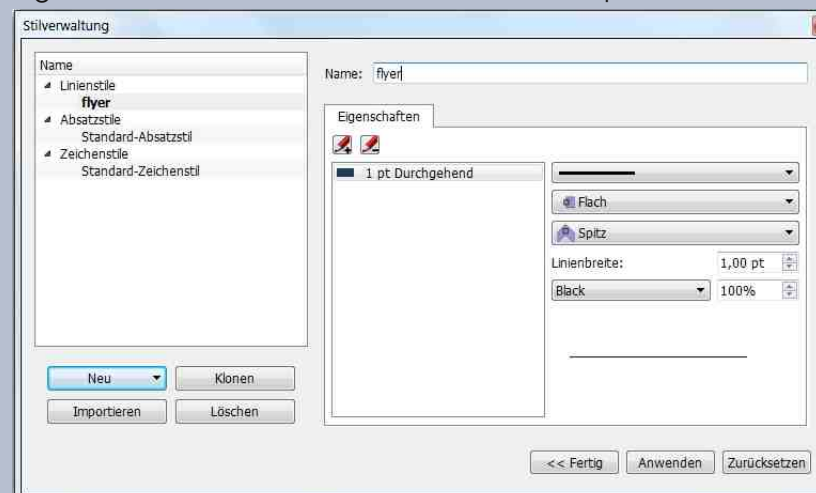 Stilverwaltung
Name
Linienstile
flyer
Absatzstile
Standard-Absatzstil
Zeichenstile
Standard-Zeichenstil
Neu
Klonen
Importieren
Löschen
Name: flyer
Eigenschaften
1 pt Durchgehend
Flach
Spitz
Linienbreite: 1,00 pt
Black 100%
<< Fertig
Anwenden
Zurücksetzen